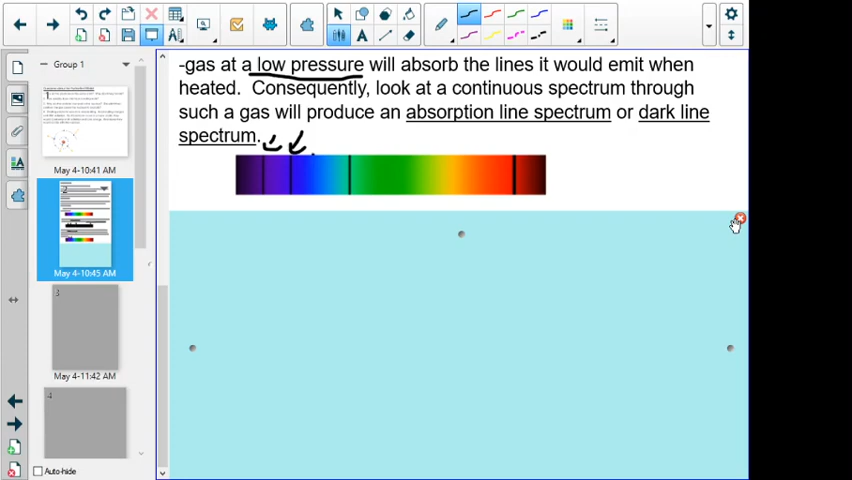 Group 1
May 4-10:41 AM
May 4-10:45 AM
3
May 4-11:42 AM
Auto-hide
-gas at a low pressure will absorb the lines it would emit when
heated. Consequently, look at a continuous spectrum through
such a gas will produce an absorption line spectrum or dark line
spectrum.